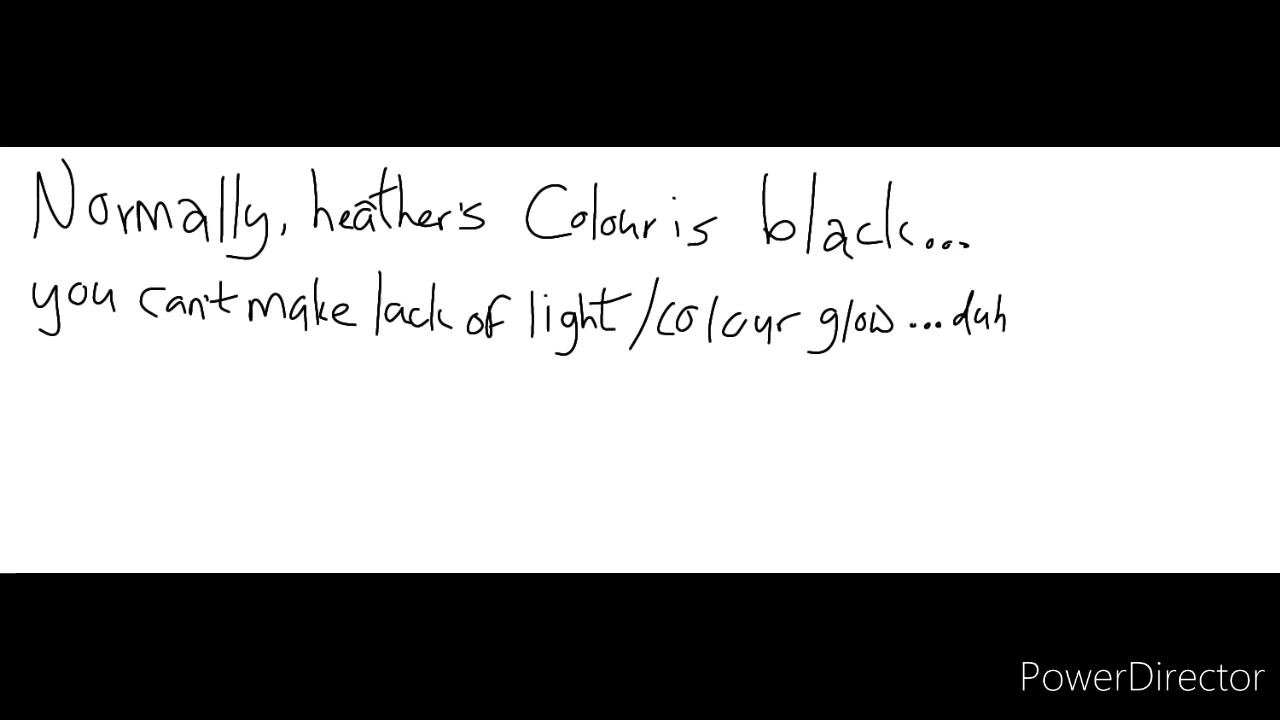 Normally, heather's Colour is black...
you can't make lack of light/colour glow...duh
PowerDirector